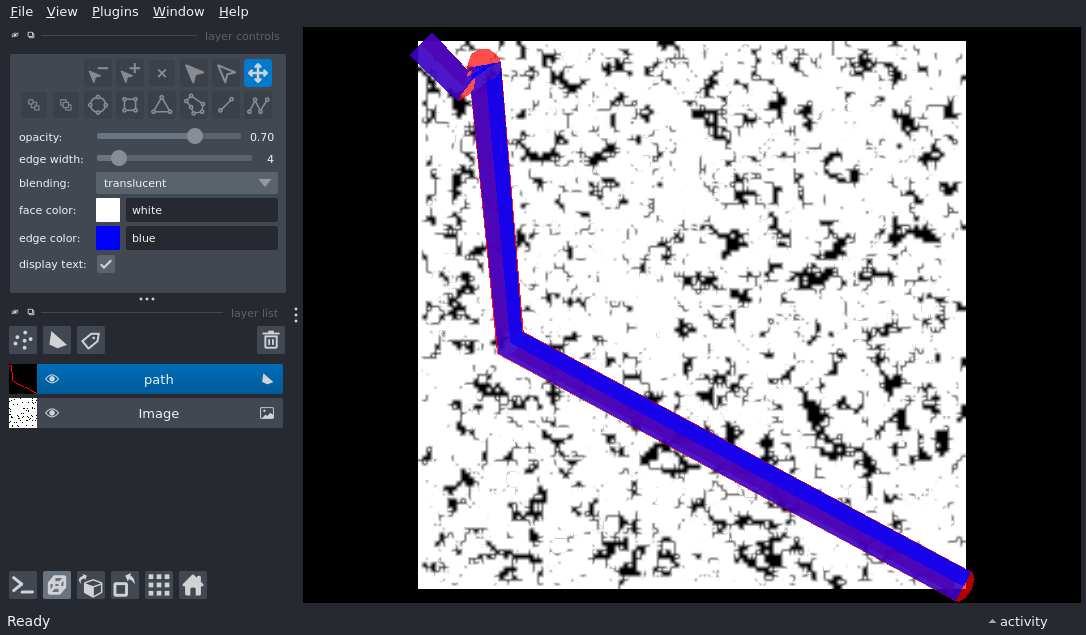 File View Plugins Window Help
layer controls
opacity: 0.70
edge width: 4
blending: translucent
face color: white
edge color: blue
display text:
layer list
path
Image
Ready
activity